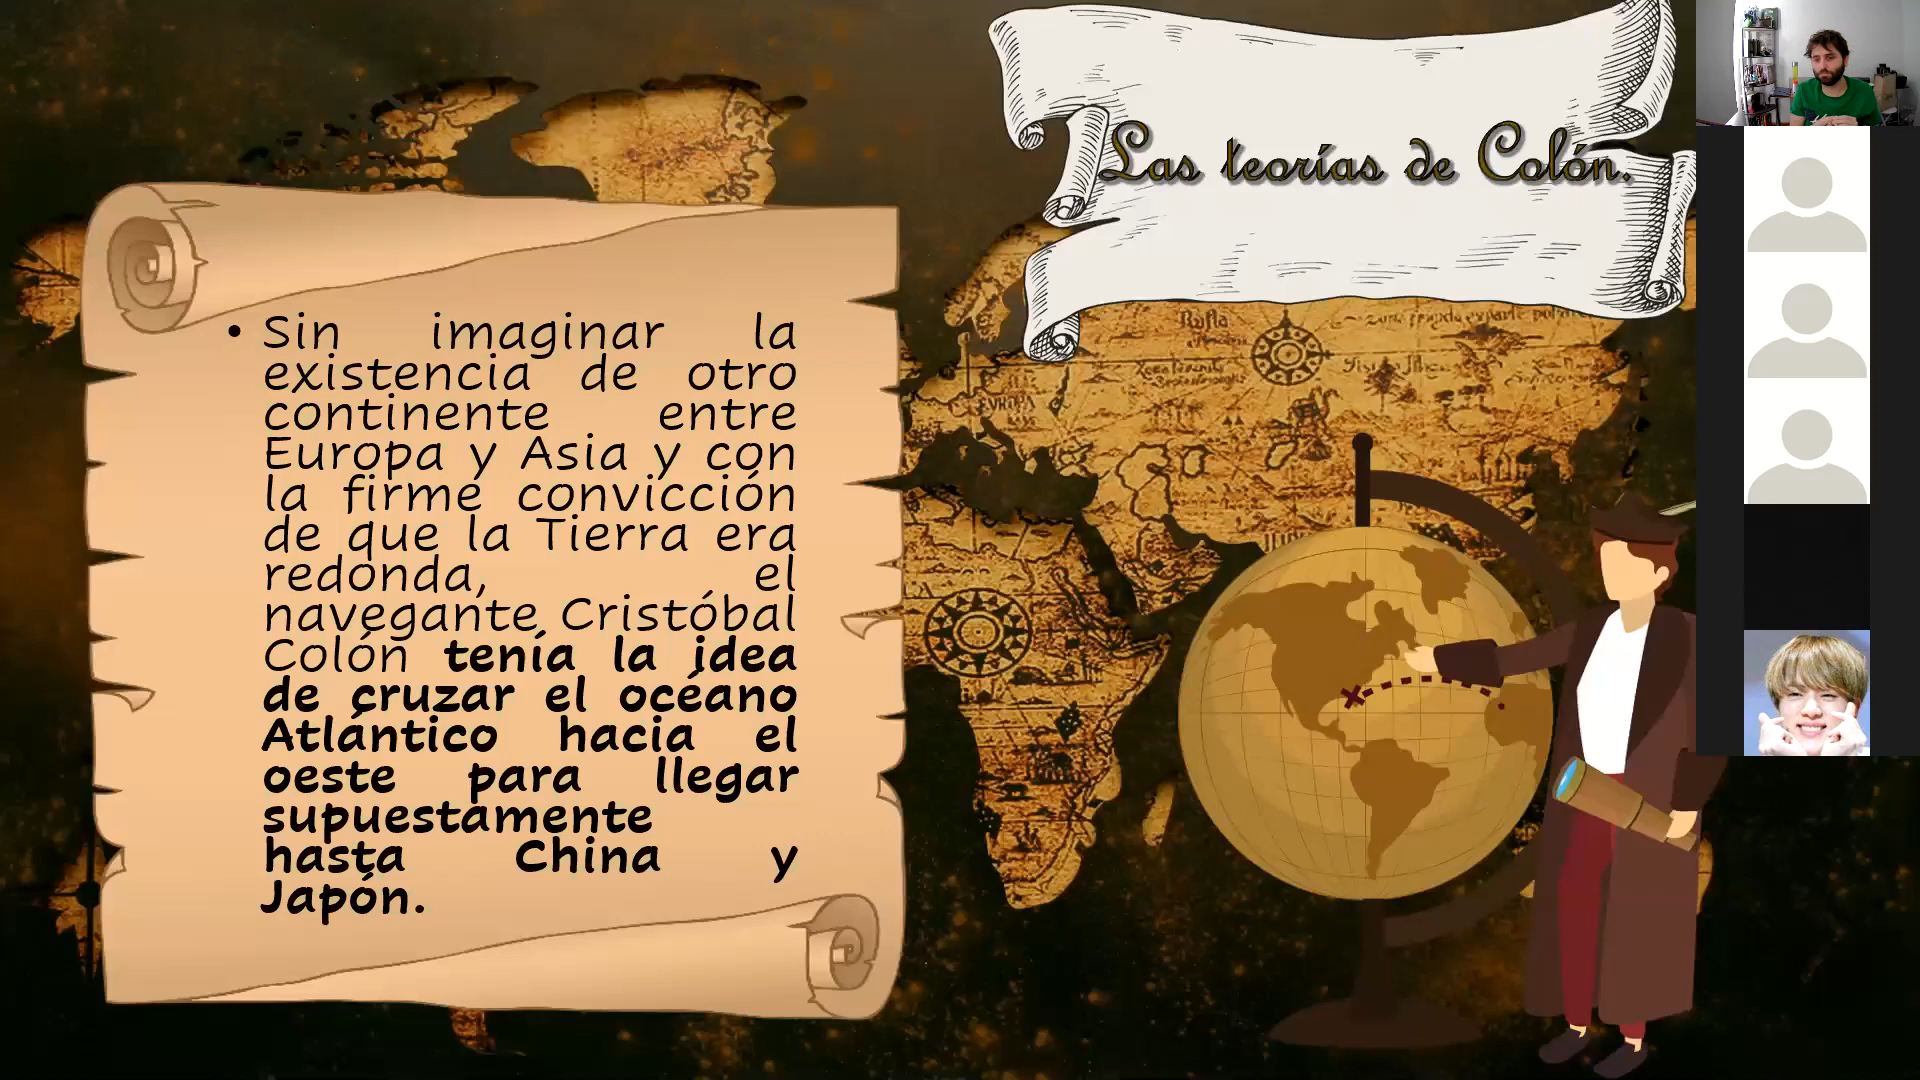 Las teorías de Colón.
• Sin imaginar la
existencia de otro
continente entre
Europa y Asia y con
la firme convicción
de que la Tierra era
redonda, el
navegante Cristóbal
Colón tenía la idea
de cruzar el océano
Atlántico hacia el
oeste para llegar
supuestamente
hasta China y
Japón.